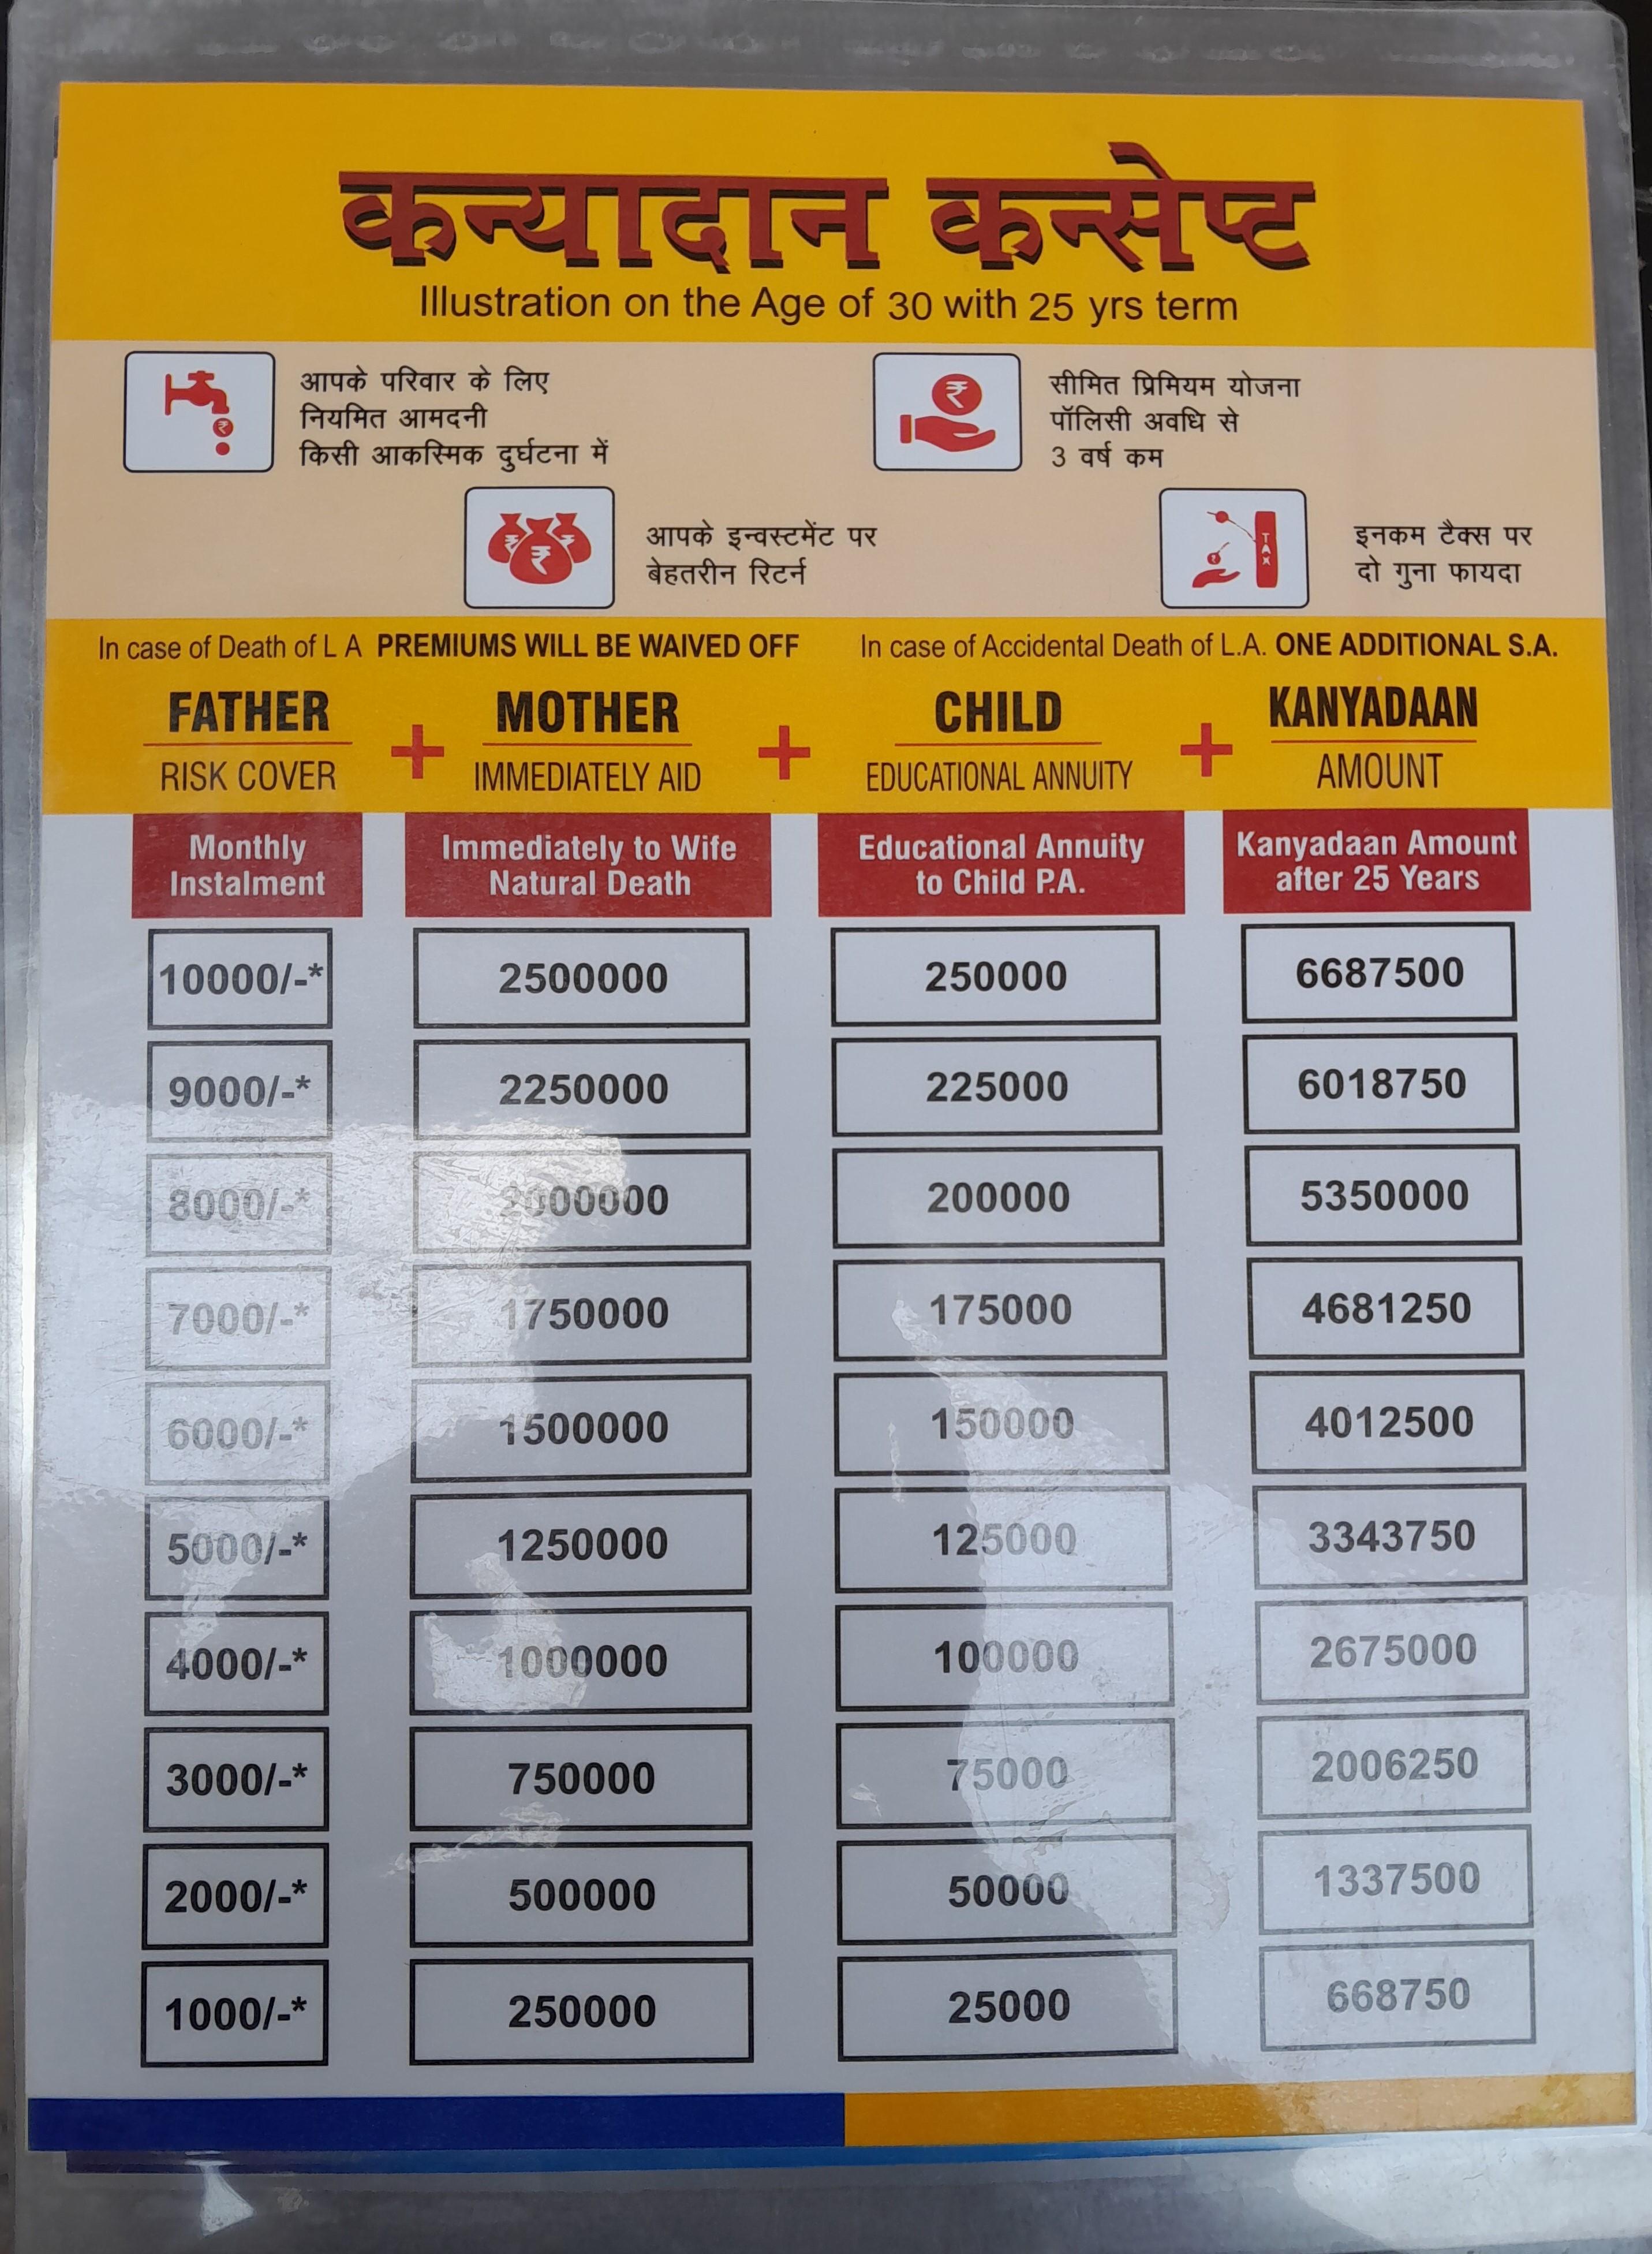 कन्यादान कन्सेप्ट
Illustration on the Age of 30 with 25 yrs term
आपके परिवार के लिए
नियमित आमदनी
किसी आकस्मिक दुर्घटना में
सीमित प्रिमियम योजना
पॉलिसी अवधि से
3 वर्ष कम
आपके इन्वस्टमेंट पर
बेहतरीन रिटर्न
TAX
इनकम टैक्स पर
दो गुना फायदा
In case of Death of L A PREMIUMS WILL BE WAIVED OFF In case of Accidental Death of L.A. ONE ADDITIONAL S.A.
FATHER + MOTHER + CHILD + KANYADAAN
RISK COVER IMMEDIATELY AID EDUCATIONAL ANNUITY AMOUNT
Monthly Immediately to Wife Educational Annuity Kanyadaan Amount
Instalment Natural Death to Child P.A. after 25 Years
10000/-* 2500000 250000 6687500
9000/-* 2250000 225000 6018750
8000/-* 2000000 200000 5350000
7000/-* 1750000 175000 4681250
6000/-* 1500000 150000 4012500
5000/-* 1250000 125000 3343750
4000/-* 1000000 100000 2675000
3000/-* 750000 75000 2006250
2000/-* 500000 50000 1337500
1000/-* 250000 25000 668750